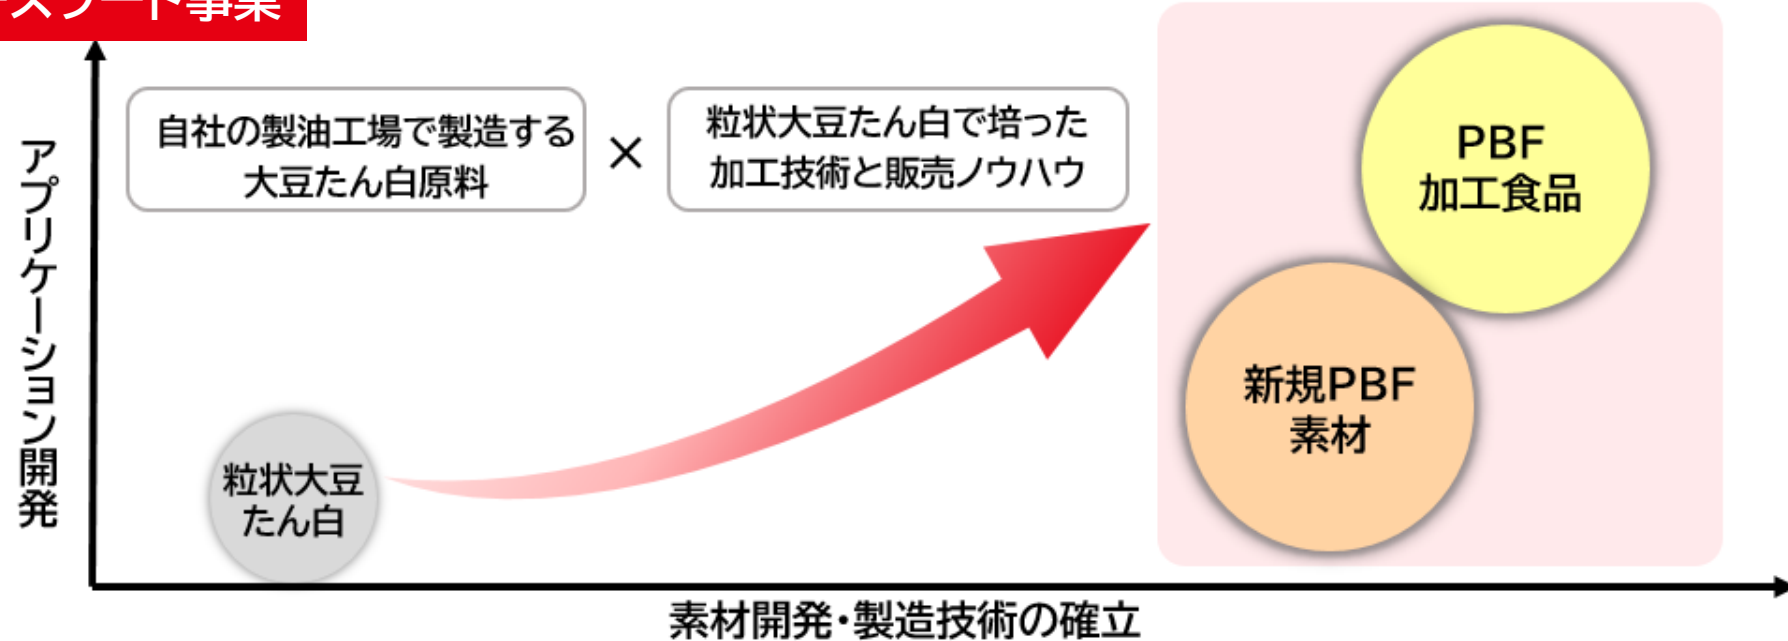 事業
自社の製油工場で製造する
大豆たん白原料
×
粒状大豆たん白で培った
加工技術と販売ノウハウ
PBF
加工食品
新規PBF
素材
粒状大豆
たん白
アプリケーション開発
素材開発・製造技術の確立